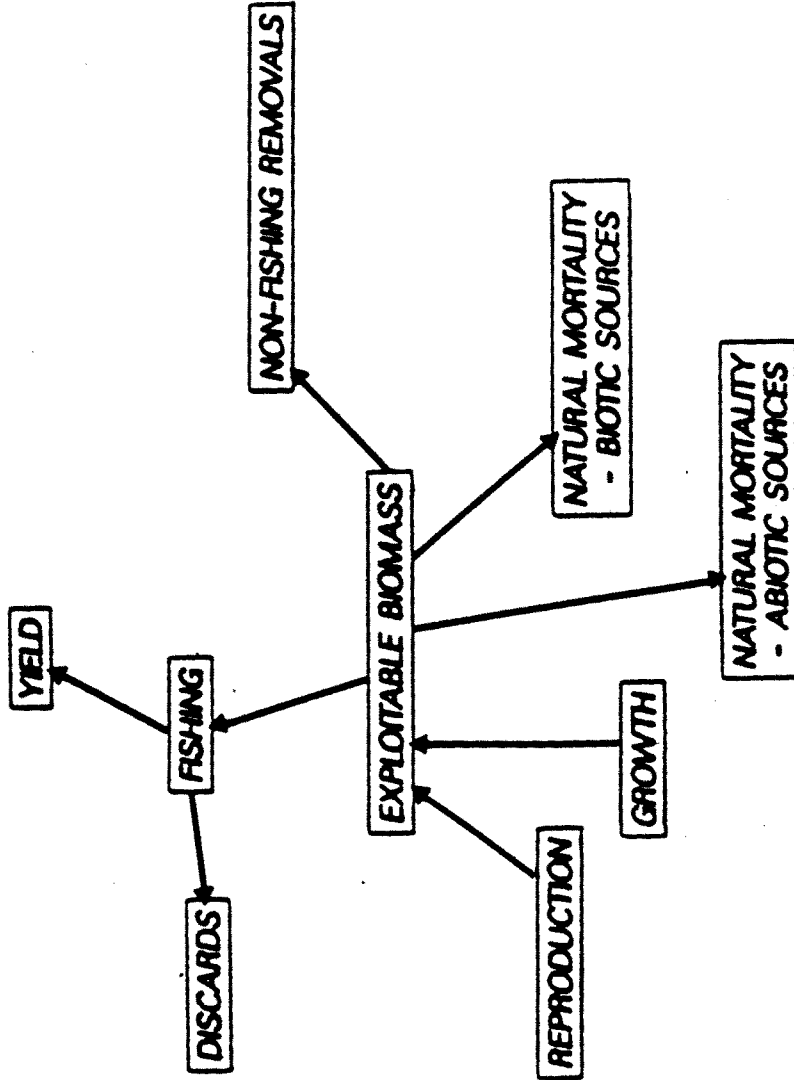 YIELD
FISHING
DISCARDS
NON-FISHING REMOVALS
EXPLOITABLE BIOMASS
REPRODUCTION
GROWTH
NATURAL MORTALITY
- BIOTIC SOURCES
NATURAL MORTALITY
- ABIOTIC SOURCES